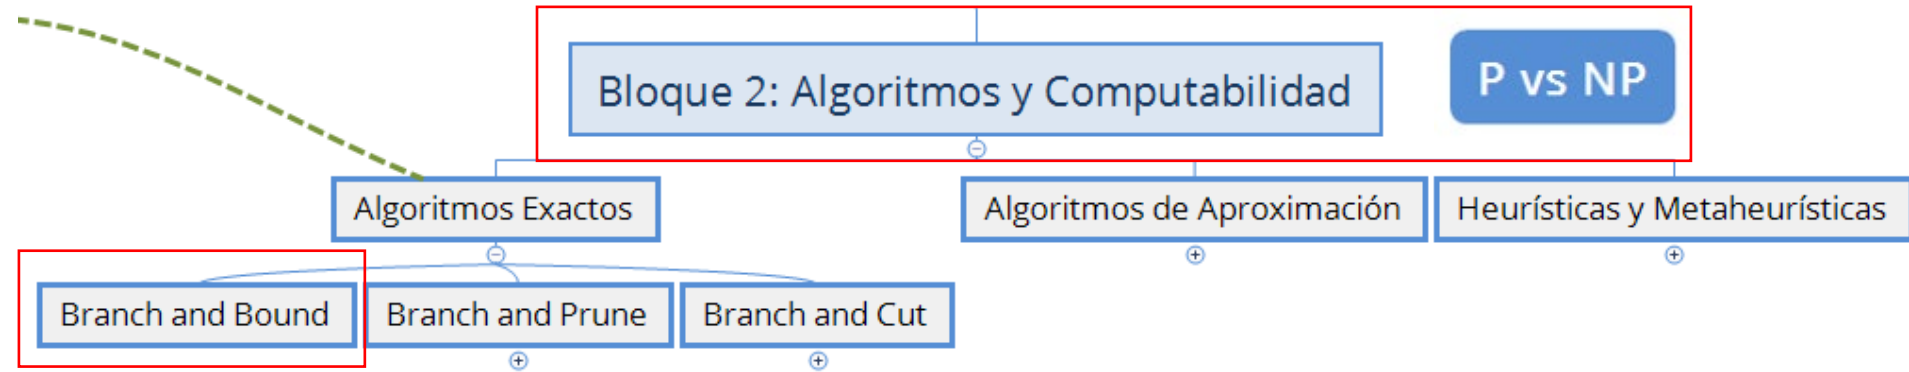 Bloque 2: Algoritmos y Computabilidad
P vs NP
Algoritmos Exactos
Algoritmos de Aproximación
Heurísticas y Metaheurísticas
Branch and Bound
Branch and Prune
Branch and Cut